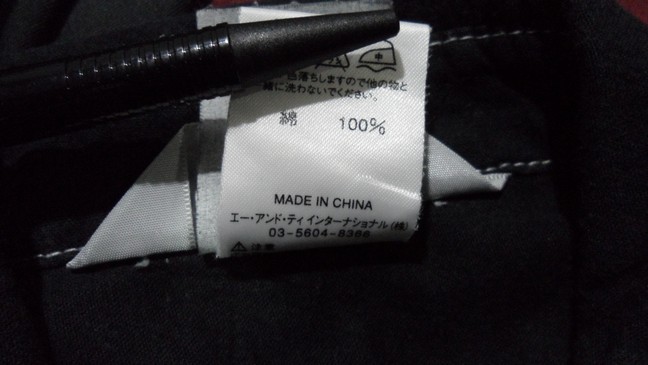 色落ちしますので他の物と
緒に洗わないでください。
綿 100%
MADE IN CHINA
エー・アンド・ティ インターナショナル(株)
03-5604-8366
⚠注意